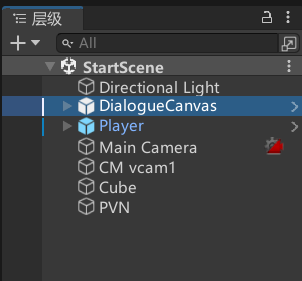 层级
All
StartScene
Directional Light
DialogueCanvas
Player
Main Camera
CM vcam1
Cube
PVN